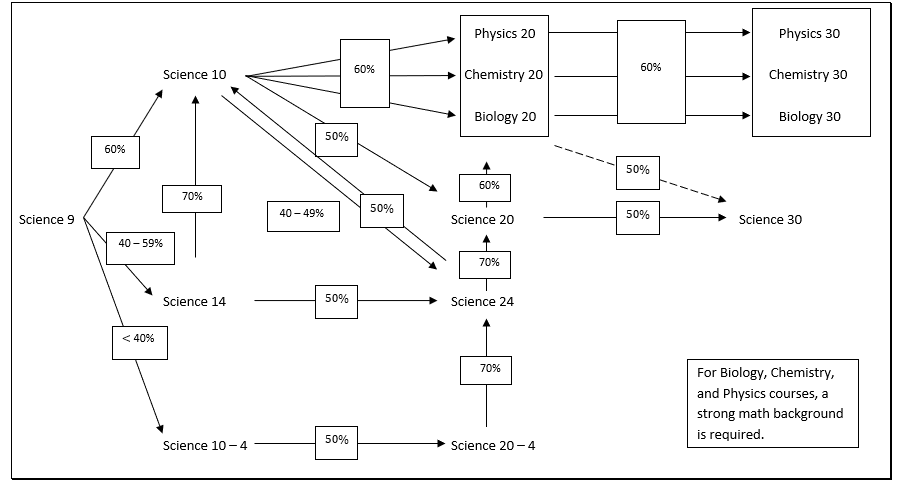 Physics 20
Physics 30
60%
60%
Science 10
Chemistry 20
Chemistry 30
Biology 20
Biology 30
50%
60%
50%
60%
70%
40 – 49%
50%
Science 9
Science 20
50%
Science 30
40 – 59%
70%
Science 14
50%
Science 24
< 40%
70%
For Biology, Chemistry,
and Physics courses, a
strong math background
is required.
Science 10 – 4
50%
Science 20 – 4